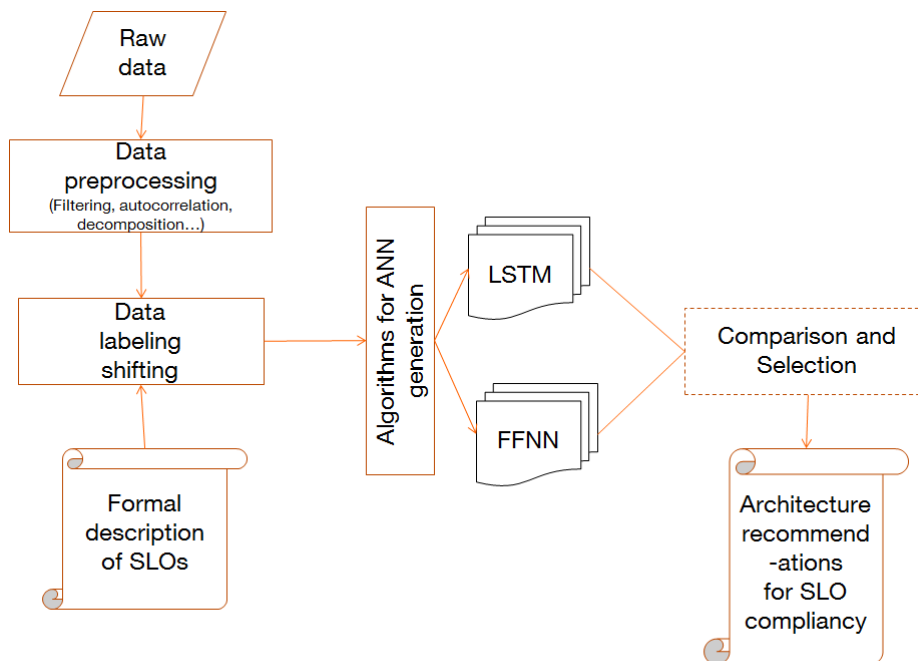 Raw
data
Data
preprocessing
(Filtering, autocorrelation,
decomposition...)
Data
labeling
shifting
Formal
description
of SLOs
Algorithms for ANN
generation
LSTM
FFNN
Comparison and
Selection
Architecture
recommend
-ations
for SLO
compliancy